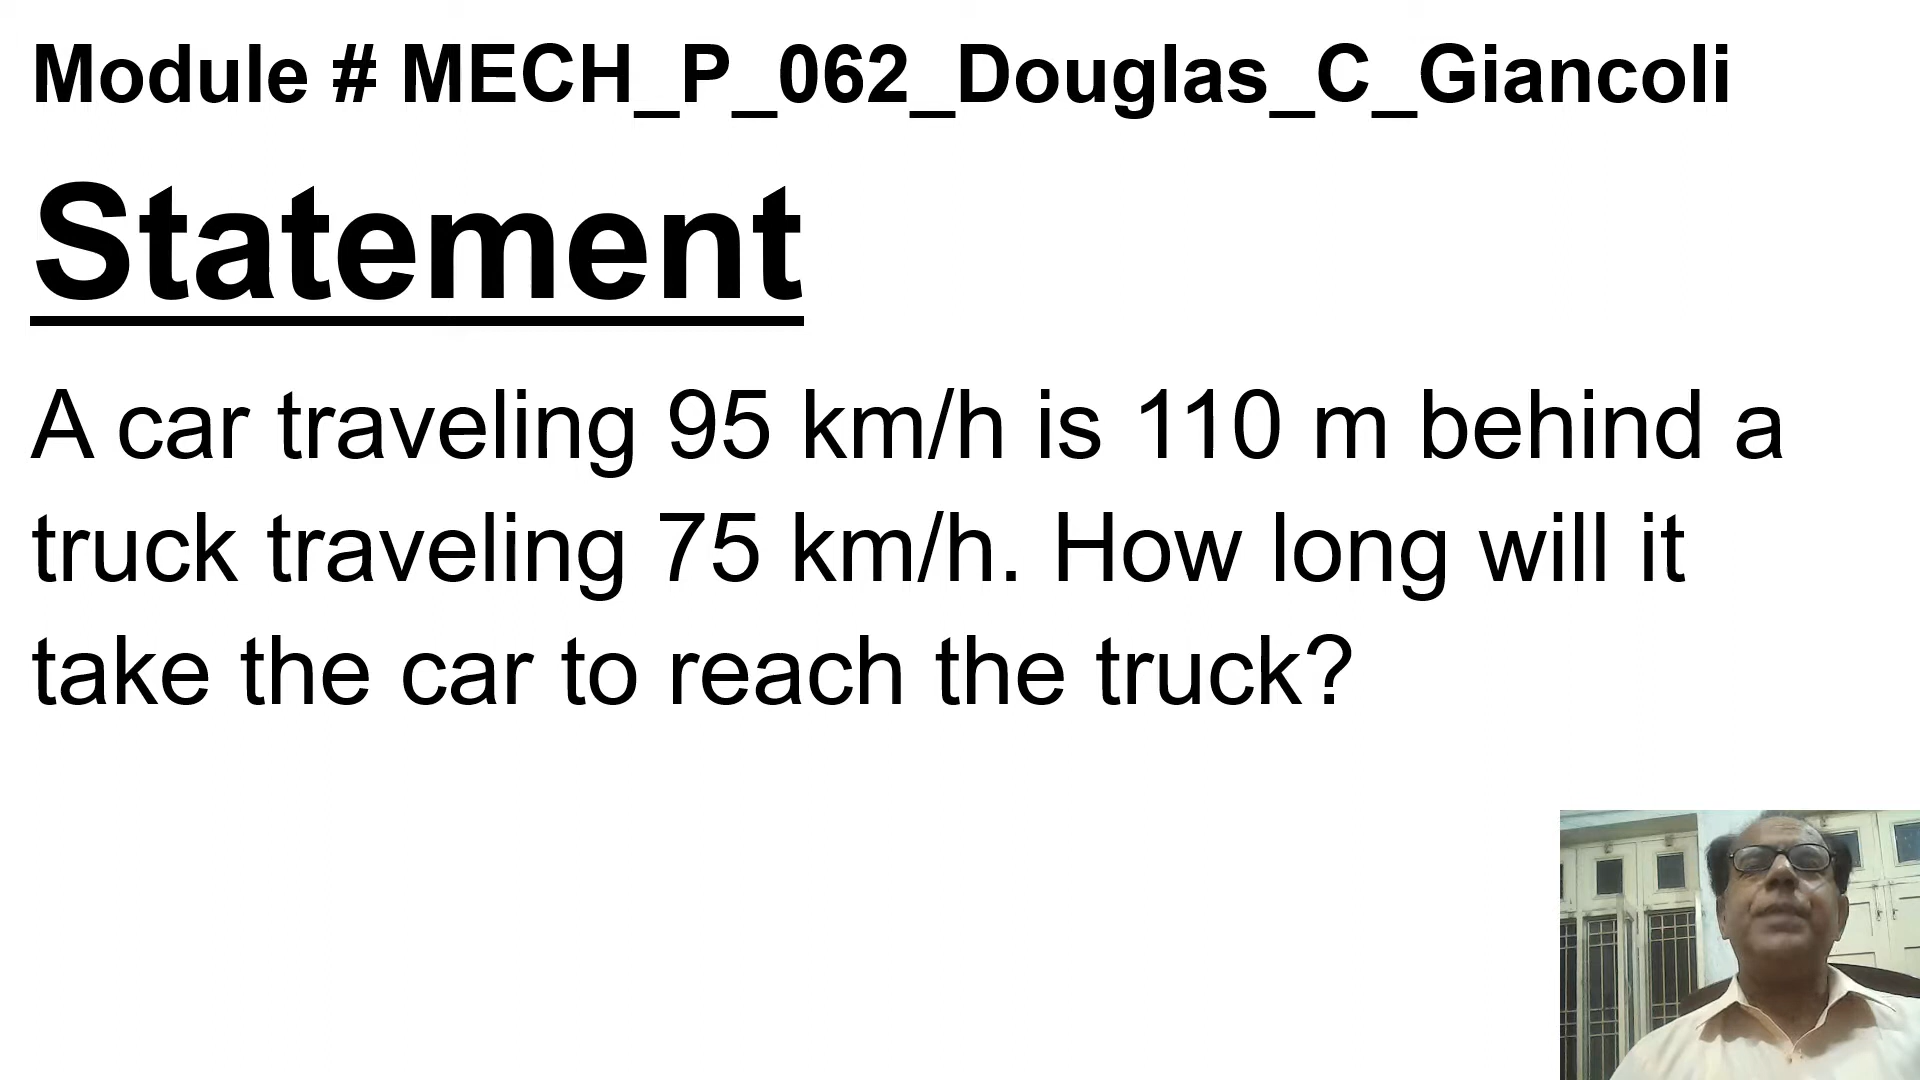 Module # MECH_P_062_Douglas_C_Giancoli
Statement
A car traveling 95 km/h is 110 m behind a
truck traveling 75 km/h. How long will it
take the car to reach the truck?